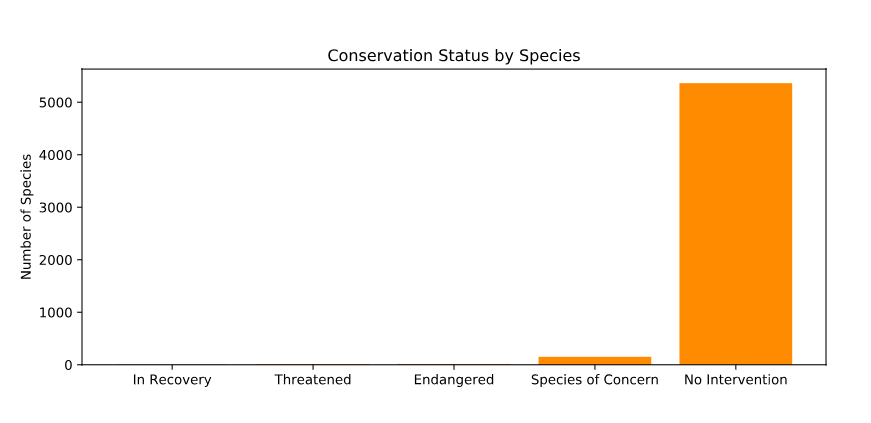 Conservation Status by Species
Number of Species
5000
4000
3000
2000
1000
0
In Recovery
Threatened
Endangered
Species of Concern
No Intervention